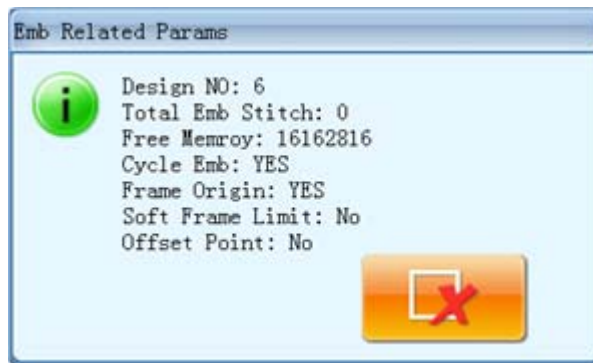 Emb Related Params
Design NO: 6
Total Emb Stitch: 0
Free Memroy: 16162816
Cycle Emb: YES
Frame Origin: YES
Soft Frame Limit: No
Offset Point: No